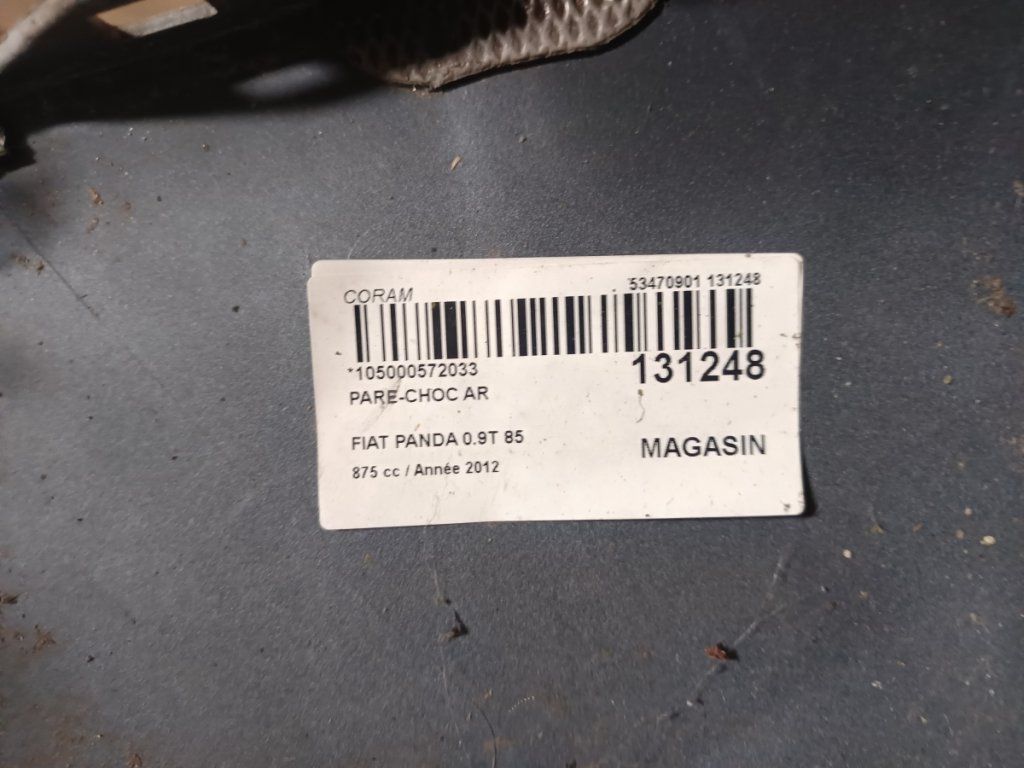 CORAM
53470901 131248
*105000572033
131248
PARE-CHOC AR
FIAT PANDA 0.9T 85
MAGASIN
875 cc / Année 2012